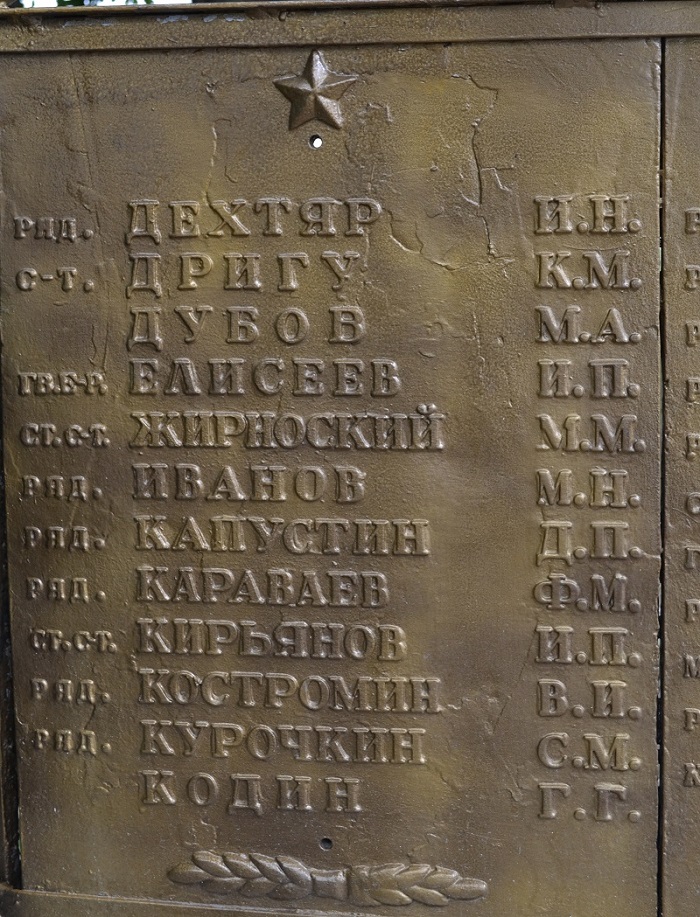 РЯД. ДЕХТЯР И.Н.
С-Т. ДРИГУ К.М.
ДУБОВ М.А.
ГВ.Е-Р. ЕЛИСЕЕВ И.П.
СТ.С-Т. ЖИРНОСКИЙ М.М.
РЯД. ИВАНОВ М.Н.
РЯД. КАПУСТИН Д.П.
РЯД. КАРАВАЕВ Ф.М.
СТ.С-Т. КИРЬЯНОВ И.П.
РЯД. КОСТРОМИН В.И.
РЯД. КУРОЧКИН С.М.
КОДИН Г.Г.